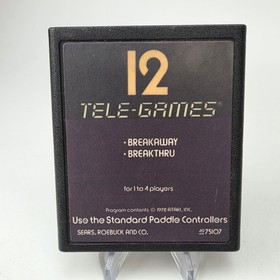 12
TELE-GAMES®
• BREAKAWAY
• BREAKTHRU
for 1 to 4 players
Program contents © 1978 ATARI, INC.
Use the Standard Paddle Controllers
SEARS, ROEBUCK AND CO. 75107